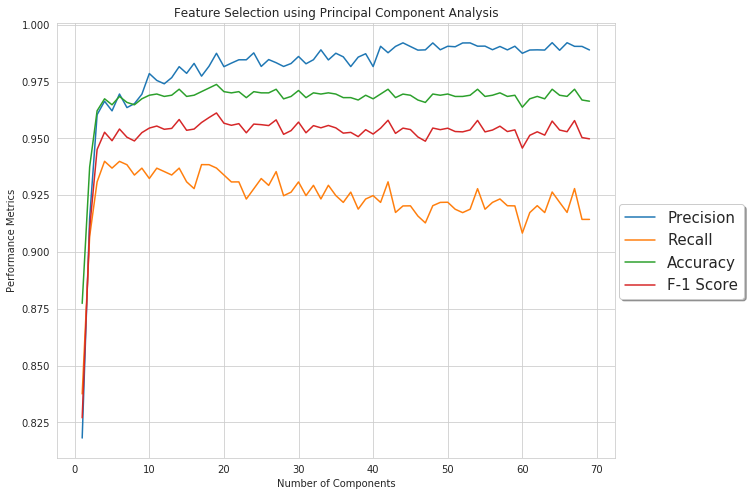 Feature Selection using Principal Component Analysis
1.000
0.975
0.950
0.925
0.900
0.875
0.850
0.825
Performance Metrics
0 10 20 30 40 50 60 70
Number of Components
Precision
Recall
Accuracy
F-1 Score